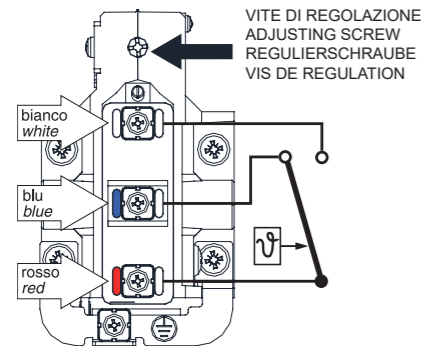 VITE DI REGOLAZIONE
ADJUSTING SCREW
REGULIERSCHRAUBE
VIS DE REGULATION
bianco
white
blu
blue
rosso
red
ϑ